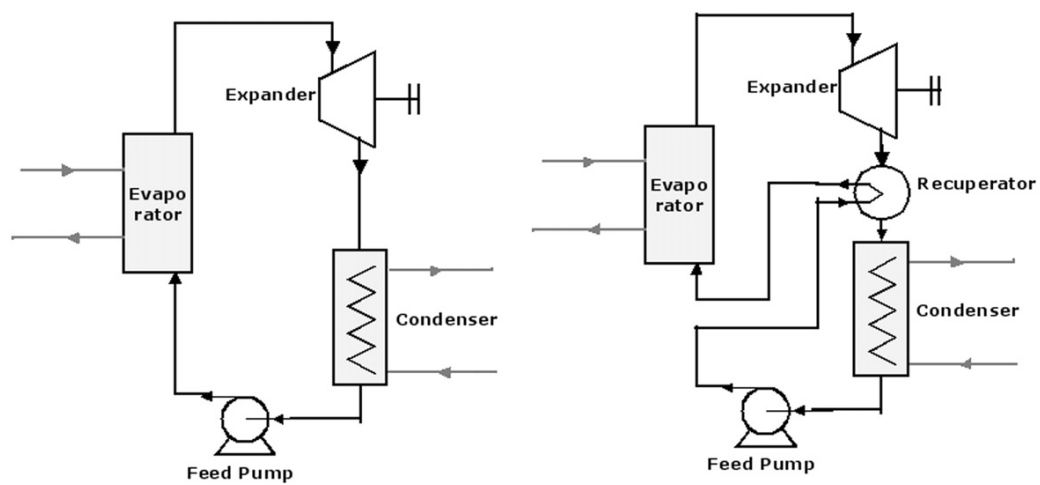 Expander
Evapo
rator
Condenser
Feed Pump
Expander
Recuperator
Evapo
rator
Condenser
Feed Pump